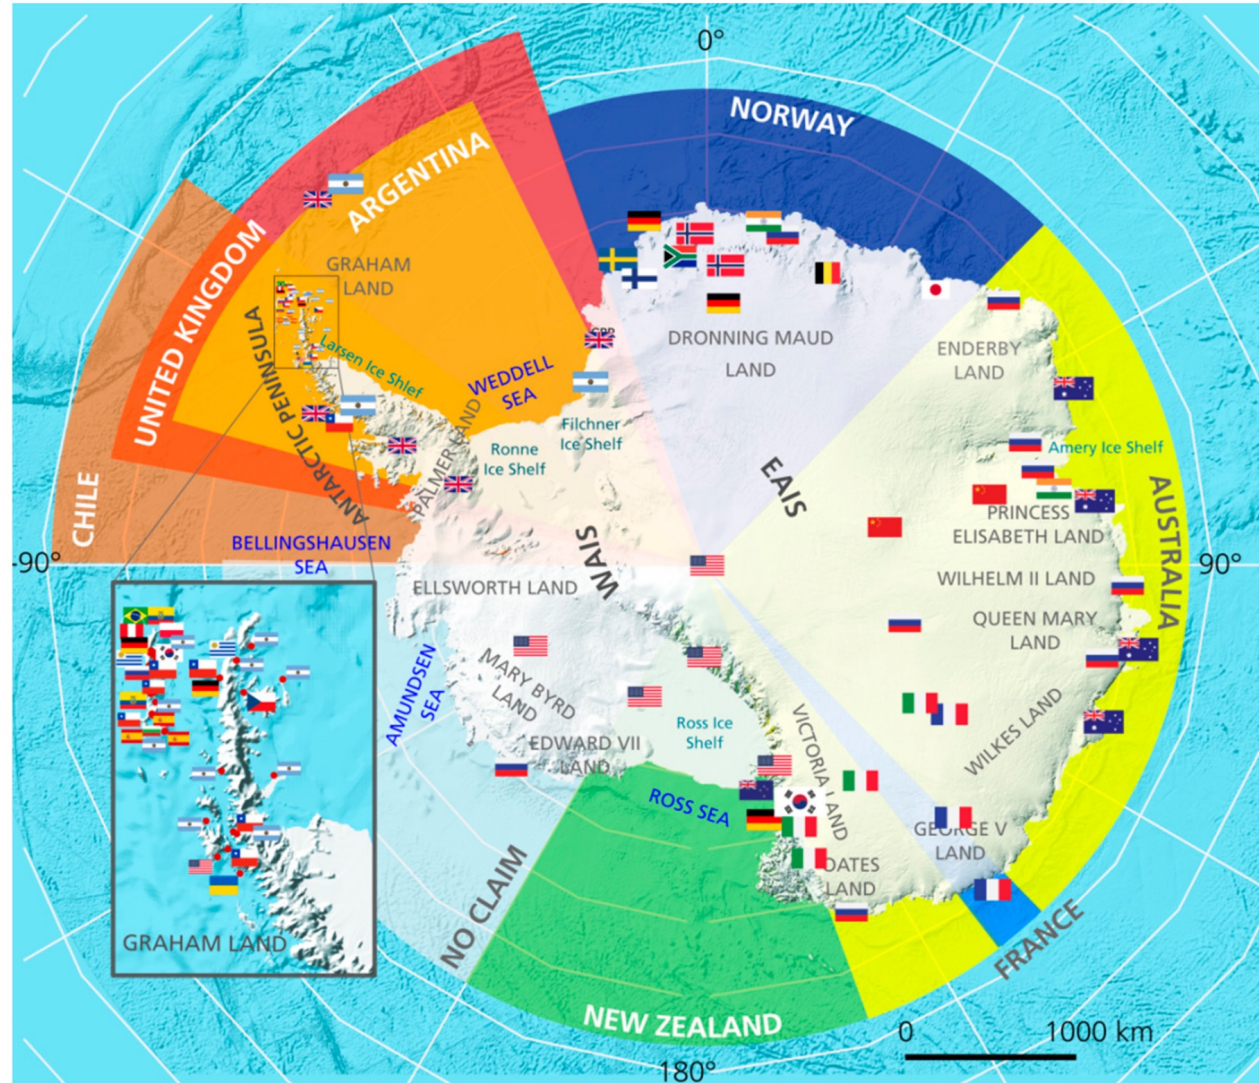 0°
NORWAY
ARGENTINA
UNITED KINGDOM
CHILE
GRAHAM
LAND
Larsen Ice Shlef
ANTARCTIC PENINSULA
WEDDELL
SEA
PALMER LAND
Filchner
Ice Shelf
Ronne
Ice Shelf
DRONNING MAUD
LAND
ENDERBY
LAND
Amery Ice Shelf
EAIS
PRINCESS
ELISABETH LAND
AUSTRALIA
BELLINGSHAUSEN
SEA
-90°
WAIS
90°
ELLSWORTH LAND
WILHELM II LAND
QUEEN MARY
LAND
AMUNDSEN
SEA
MARY BYRD
LAND
EDWARD VII
LAND
Ross Ice
Shelf
VICTORIA LAND
WILKES LAND
ROSS SEA
GEORGE V
LAND
OATES
LAND
NO CLAIM
GRAHAM LAND
FRANCE
NEW ZEALAND
0 1000 km
180°